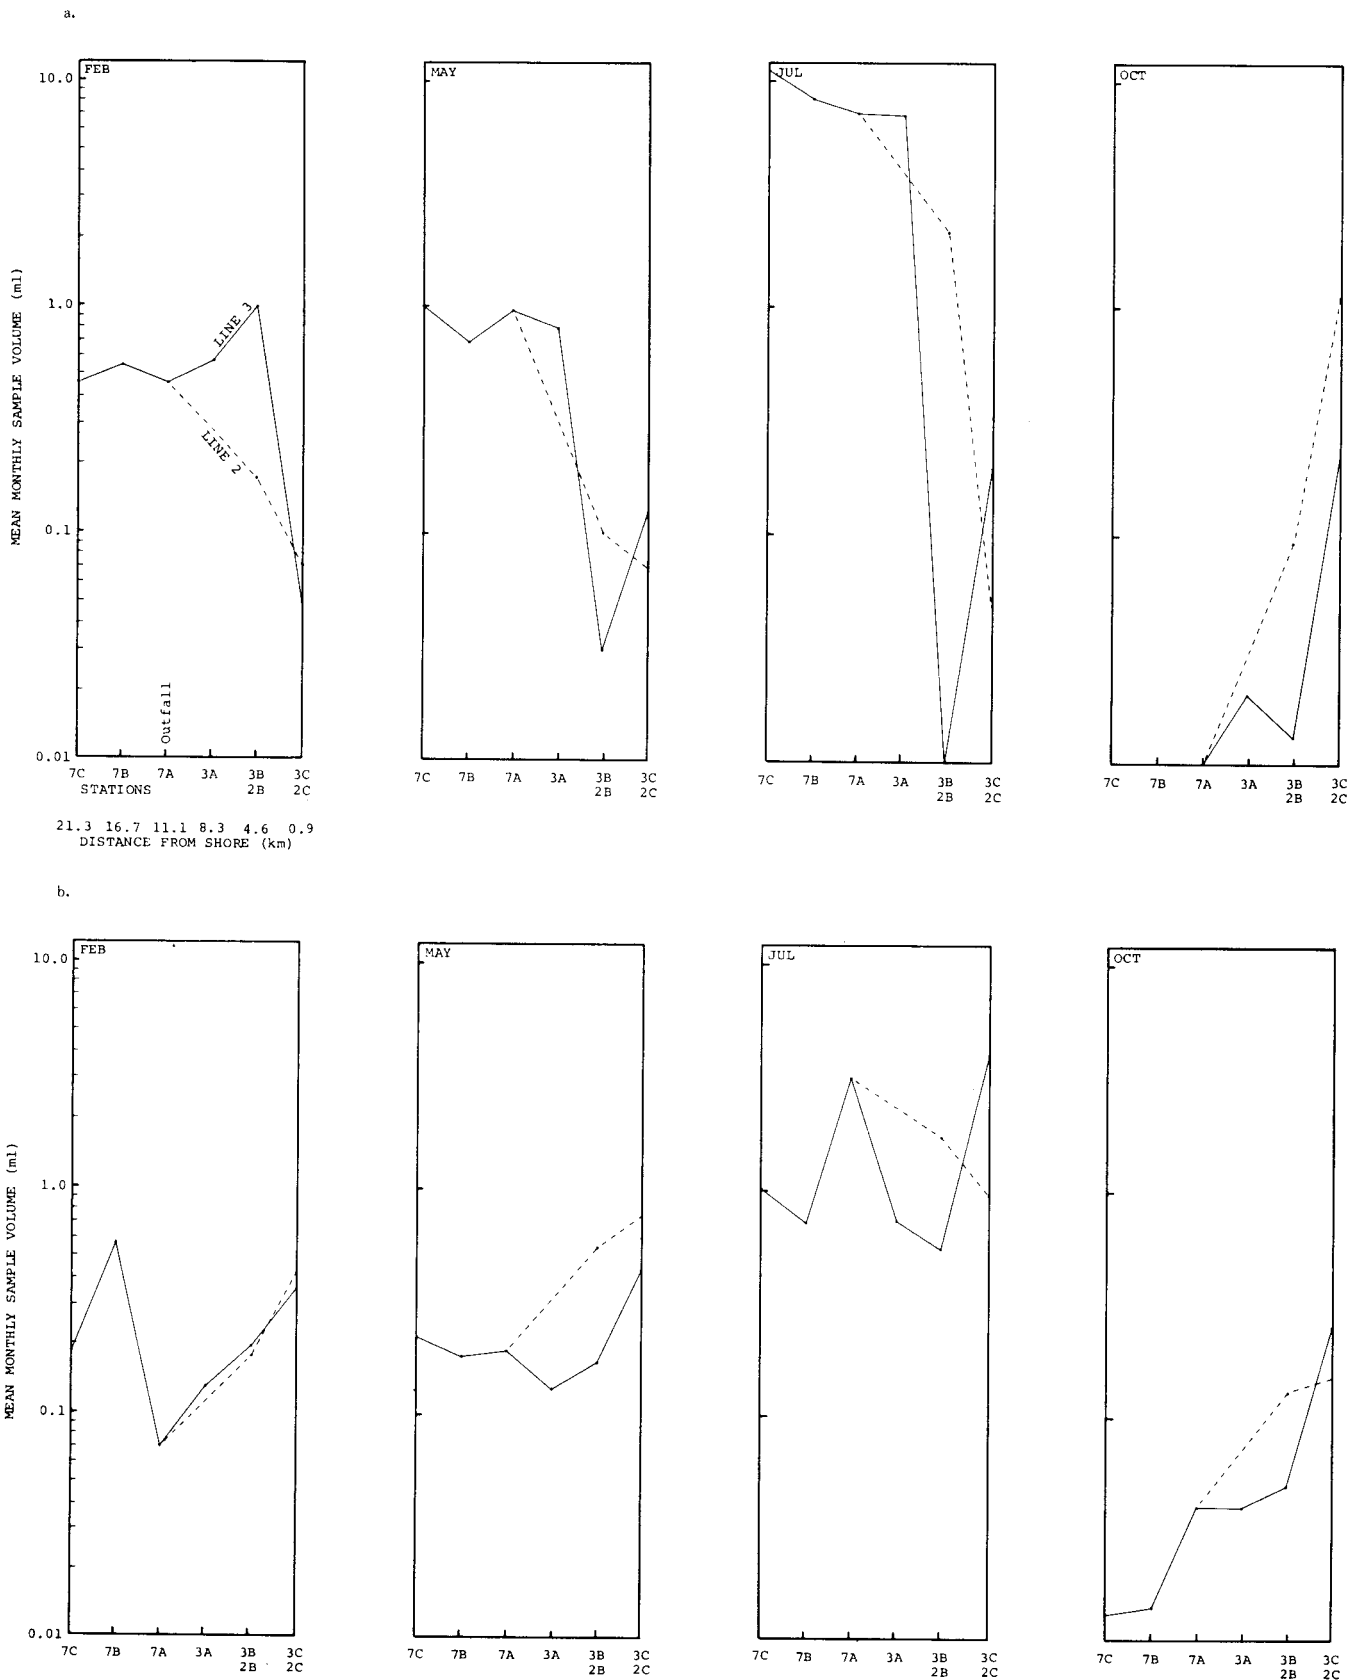 a.
FEB
MAY
JUL
OCT
10.0
1.0
0.1
0.01
MEAN MONTHLY SAMPLE VOLUME (ml)
LINE 3
LINE 2
Outfall
7C 7B 7A 3A 3B 3C
2B 2C
STATIONS
7C 7B 7A 3A 3B 3C
2B 2C
7C 7B 7A 3A 3B 3C
2B 2C
7C 7B 7A 3A 3B 3C
2B 2C
21.3 16.7 11.1 8.3 4.6 0.9
DISTANCE FROM SHORE (km)
b.
FEB
MAY
JUL
OCT
10.0
1.0
0.1
0.01
MEAN MONTHLY SAMPLE VOLUME (ml)
7C 7B 7A 3A 3B 3C
2B 2C
7C 7B 7A 3A 3B 3C
2B 2C
7C 7B 7A 3A 3B 3C
2B 2C
7C 7B 7A 3A 3B 3C
2B 2C